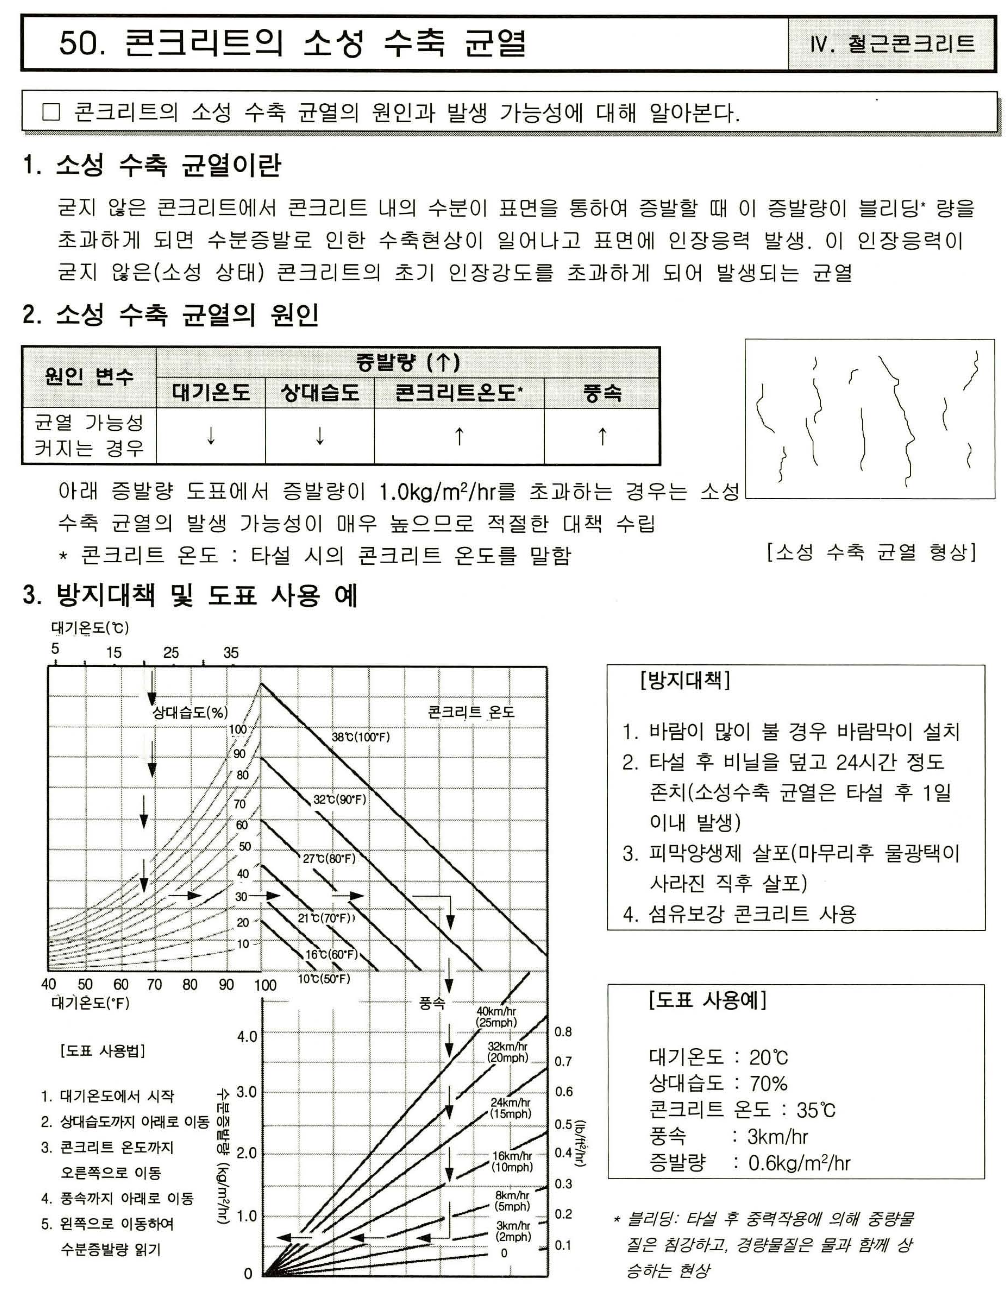 50. 콘크리트의 소성 수축 균열
Ⅳ. 철근콘크리트
□ 콘크리트의 소성 수축 균열의 원인과 발생 가능성에 대해 알아본다.
1. 소성 수축 균열이란
굳지 않은 콘크리트에서 콘크리트 내의 수분이 표면을 통하여 증발할 때 이 증발량이 블리딩* 량을
초과하게 되면 수분증발로 인한 수축현상이 일어나고 표면에 인장응력 발생. 이 인장응력이
굳지 않은(소성 상태) 콘크리트의 초기 인장강도를 초과하게 되어 발생되는 균열
2. 소성 수축 균열의 원인
원인 변수
증발량 (↑)
대기온도 상대습도 콘크리트온도* 풍속
균열 가능성
커지는 경우
↓ ↓ ↑ ↑
아래 증발량 도표에서 증발량이 1.0kg/m²/hr를 초과하는 경우는 소성
수축 균열의 발생 가능성이 매우 높으므로 적절한 대책 수립
* 콘크리트 온도 : 타설 시의 콘크리트 온도를 말함
[소성 수축 균열 형상]
3. 방지대책 및 도표 사용 예
대기온도(℃)
5 15 25 35
상대습도(%)
콘크리트 온도
100
90
80
70
60
50
40
30
20
10
38℃(100°F)
32℃(90°F)
27℃(80°F)
21℃(70°F))
16℃(60°F)
10℃(50°F)
40 50 60 70 80 90 100
대기온도(°F)
풍속
40km/hr
(25mph)
32km/hr
(20mph)
24km/hr
(15mph)
16km/hr
(10mph)
8km/hr
(5mph)
3km/hr
(2mph)
0
4.0
3.0
2.0
1.0
0
수분증발량 (kg/m²/hr)
0.8
0.7
0.6
0.5
0.4
0.3
0.2
0.1
(lb/ft²/hr)
[도표 사용법]
1. 대기온도에서 시작
2. 상대습도까지 아래로 이동
3. 콘크리트 온도까지
오른쪽으로 이동
4. 풍속까지 아래로 이동
5. 왼쪽으로 이동하여
수분증발량 읽기
[방지대책]
1. 바람이 많이 불 경우 바람막이 설치
2. 타설 후 비닐을 덮고 24시간 정도
존치(소성수축 균열은 타설 후 1일
이내 발생)
3. 피막양생제 살포(마무리후 물광택이
사라진 직후 살포)
4. 섬유보강 콘크리트 사용
[도표 사용예]
대기온도 : 20℃
상대습도 : 70%
콘크리트 온도 : 35℃
풍속 : 3km/hr
증발량 : 0.6kg/m²/hr
* 블리딩: 타설 후 중력작용에 의해 중량물
질은 침강하고, 경량물질은 물과 함께 상
승하는 현상